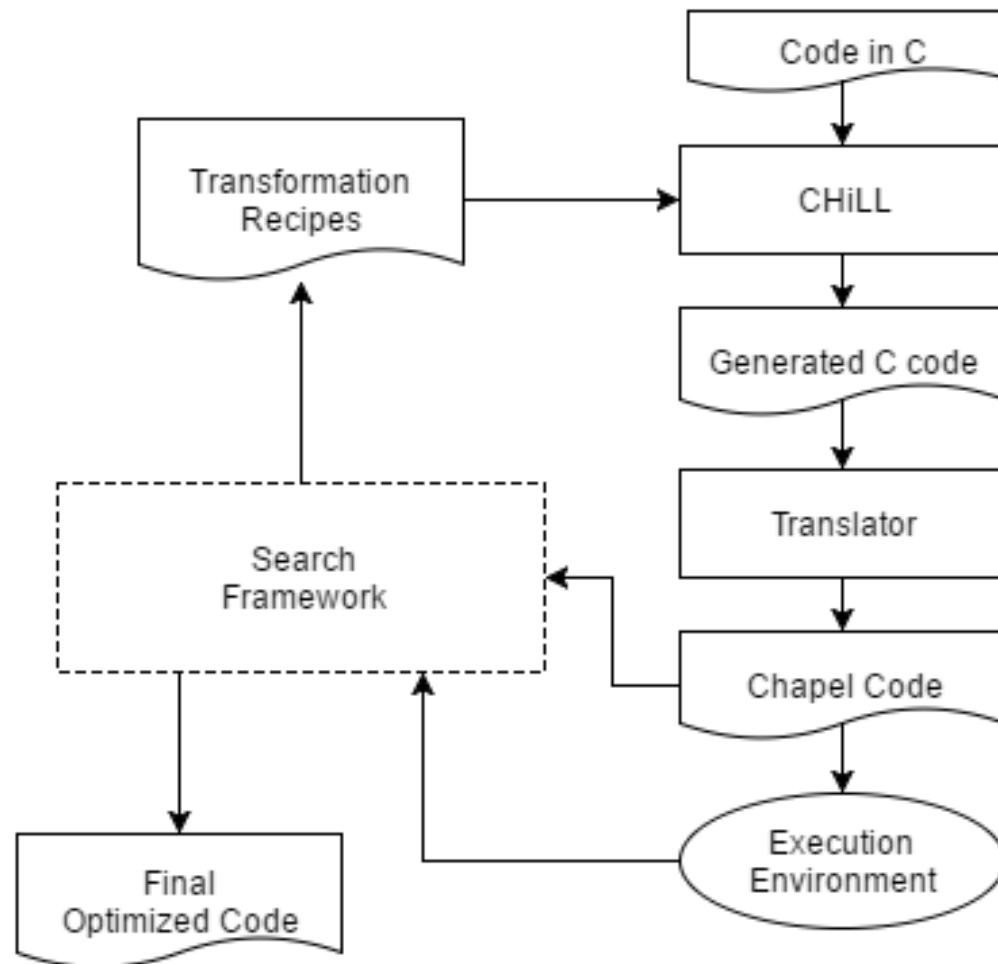 Code in C
Transformation
Recipes
CHiLL
Generated C code
Search
Framework
Translator
Chapel Code
Execution
Environment
Final
Optimized Code